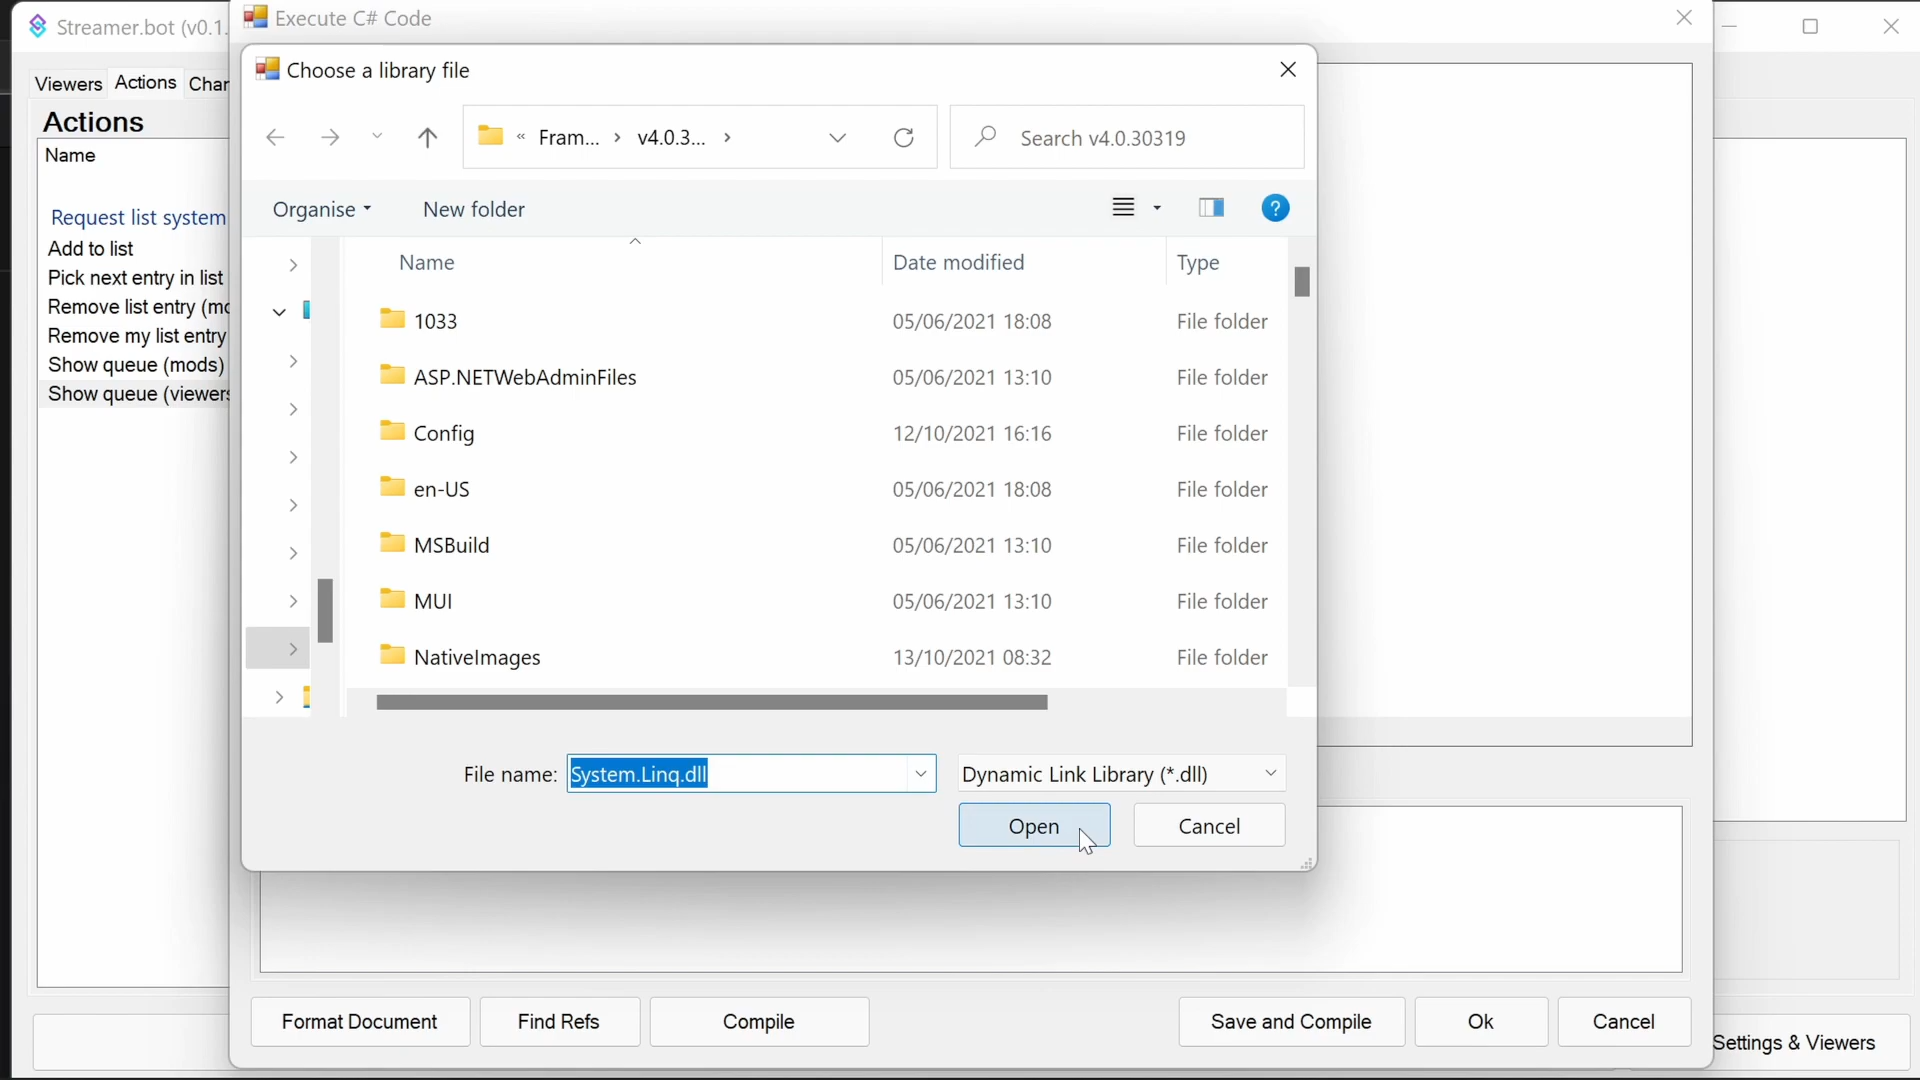 Streamer.bot (v0.1.
Execute C# Code
Choose a library file
Viewers Actions Char
Actions
Name
Request list system
Add to list
Pick next entry in list
Remove list entry (mo
Remove my list entry
Show queue (mods)
Show queue (viewers
« Fram... › v4.0.3... ›
Search v4.0.30319
Organise New folder ?
Name Date modified Type
1033 05/06/2021 18:08 File folder
ASP.NETWebAdminFiles 05/06/2021 13:10 File folder
Config 12/10/2021 16:16 File folder
en-US 05/06/2021 18:08 File folder
MSBuild 05/06/2021 13:10 File folder
MUI 05/06/2021 13:10 File folder
NativeImages 13/10/2021 08:32 File folder
File name: System.Linq.dll Dynamic Link Library (*.dll)
Open Cancel
Format Document Find Refs Compile Save and Compile Ok Cancel
Settings & Viewers